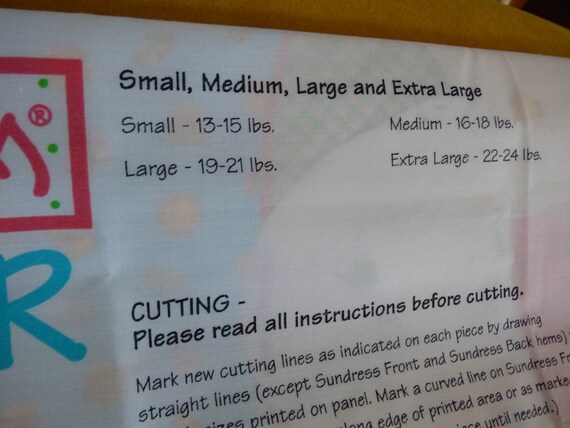 Small, Medium, Large and Extra Large
Small - 13-15 lbs.
Medium - 16-18 lbs.
Large - 19-21 lbs.
Extra Large - 22-24 lbs.
®
R
CUTTING -
Please read all instructions before cutting.
Mark new cutting lines as indicated on each piece by drawing
straight lines (except Sundress Front and Sundress Back hems)
sizes printed on panel. Mark a curved line on Sundress Fr
long edge of printed area or as marke
until needed.)